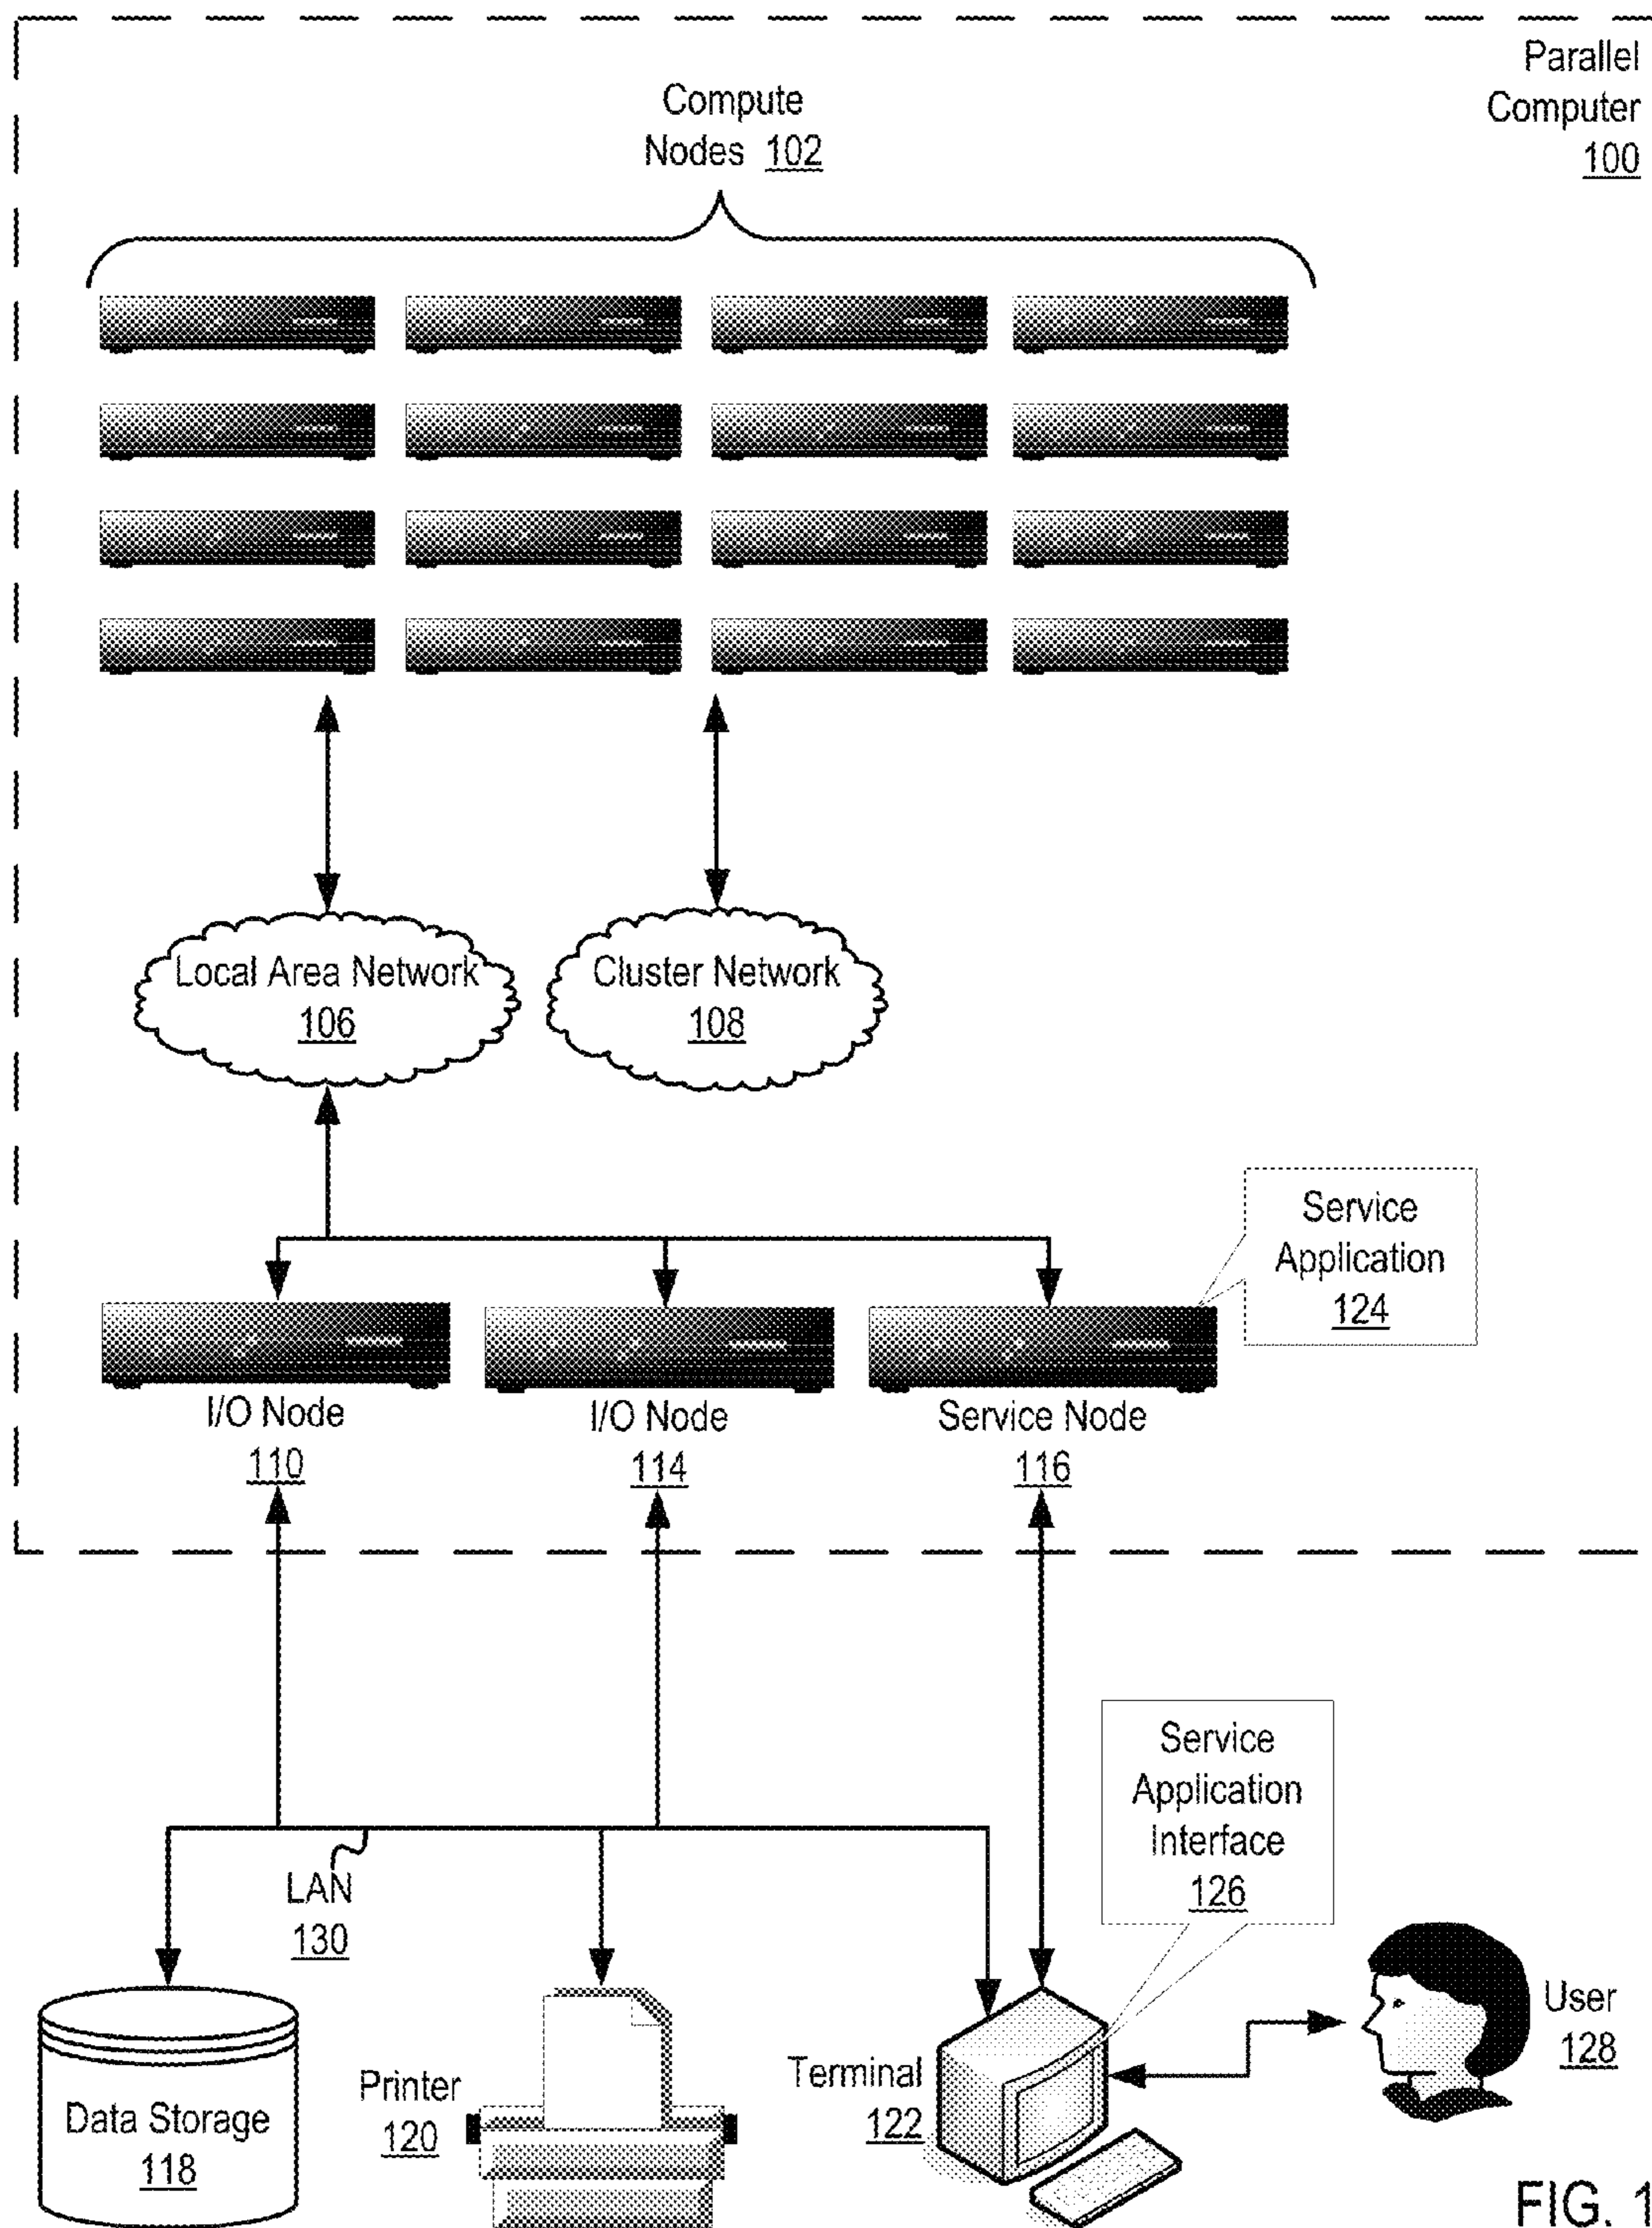 Parallel
Computer
100
Compute
Nodes 102
Local Area Network
106
Cluster Network
108
Service
Application
124
I/O Node
110
I/O Node
114
Service Node
116
Service
Application
Interface
126
LAN
130
Data Storage
118
Printer
120
Terminal
122
User
128
FIG. 1